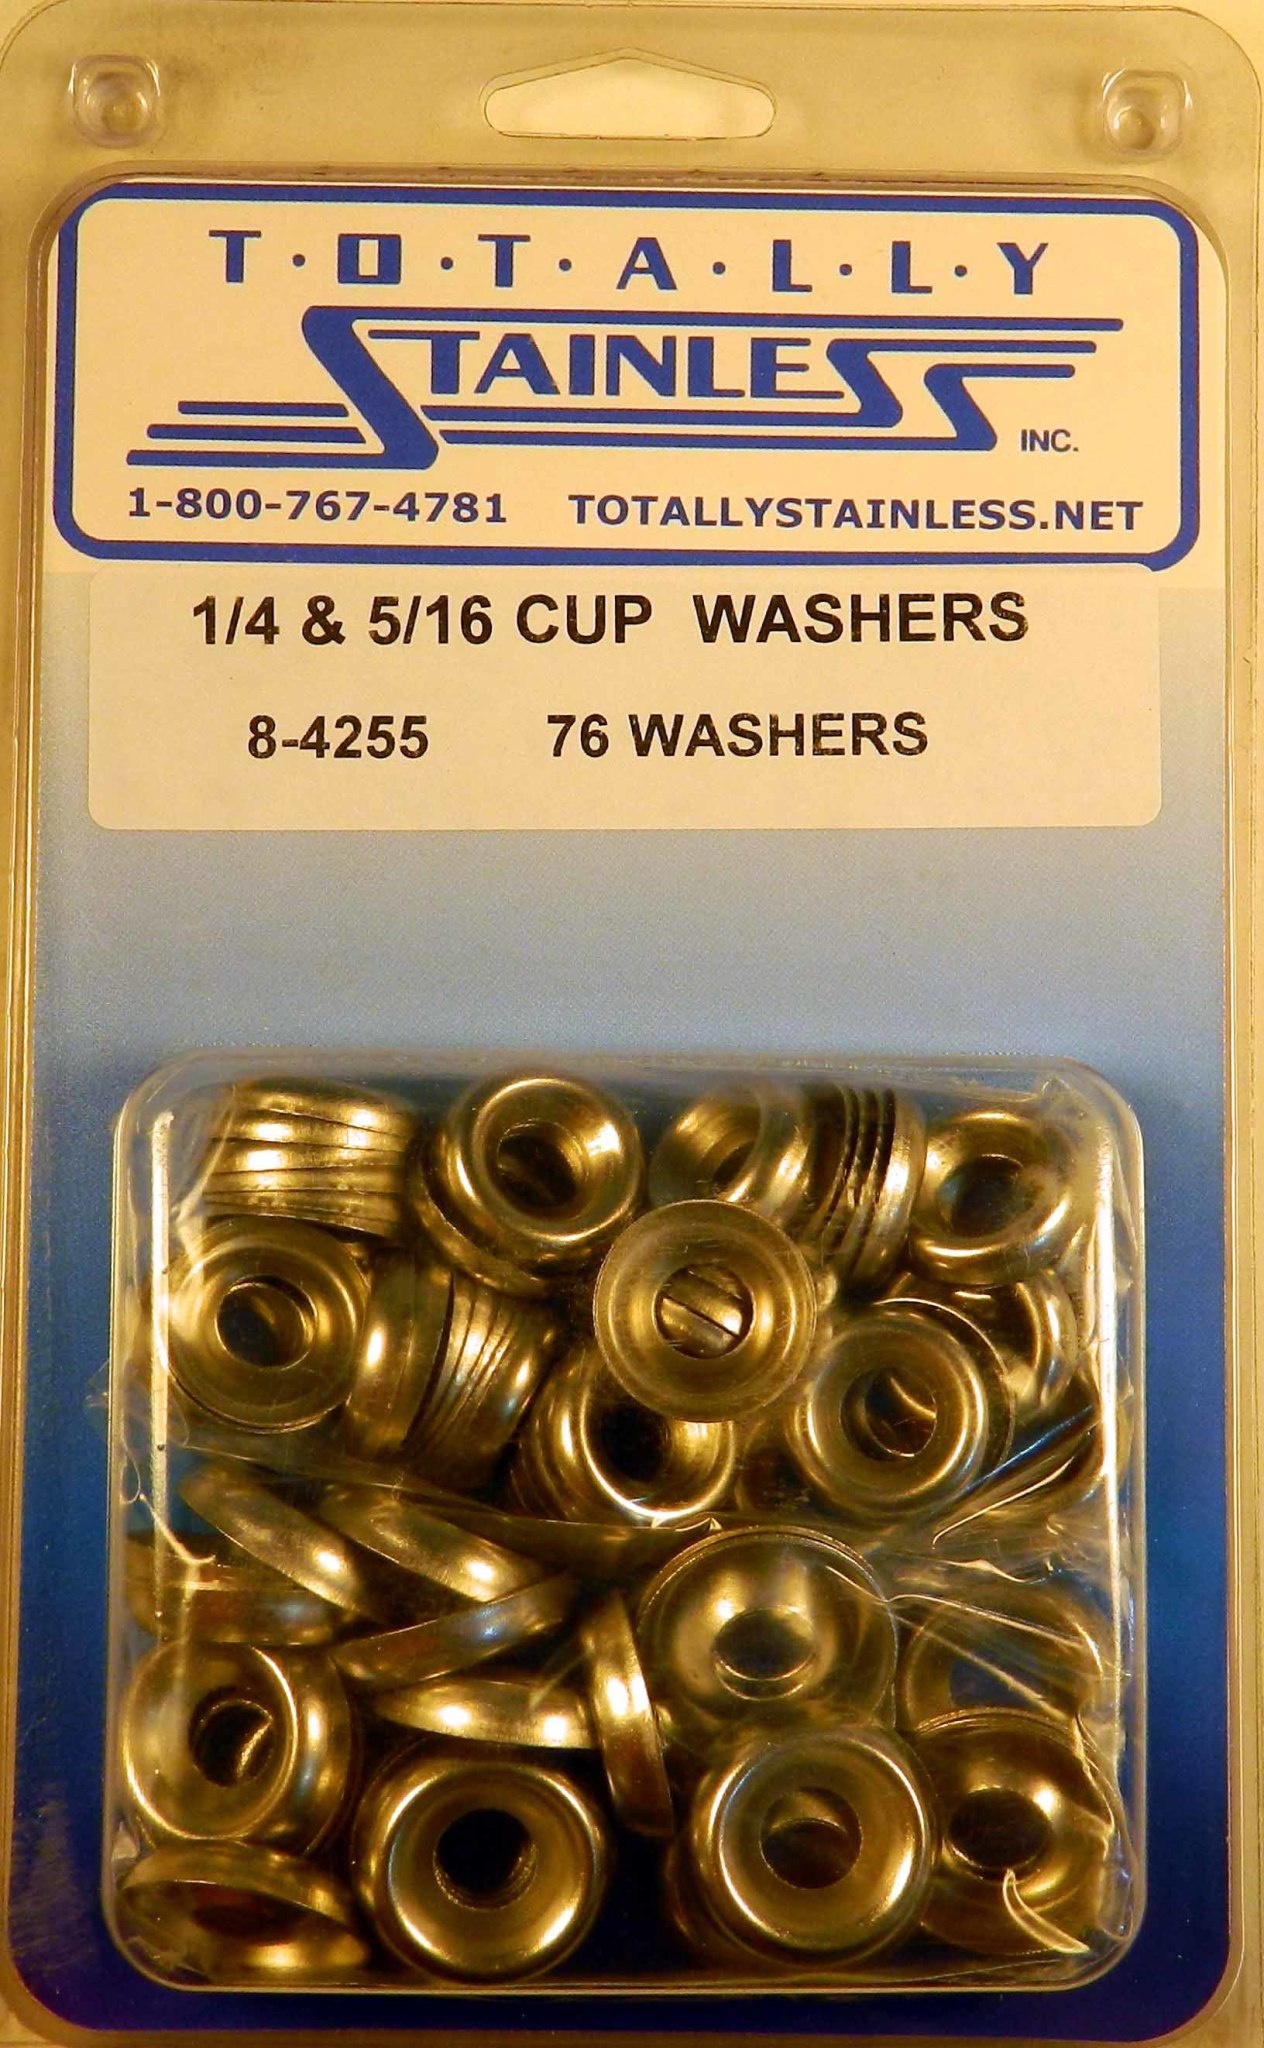 T·O·T·A·L·L·Y
STAINLESS INC.
1-800-767-4781 TOTALLYSTAINLESS.NET
1/4 & 5/16 CUP WASHERS
8-4255 76 WASHERS